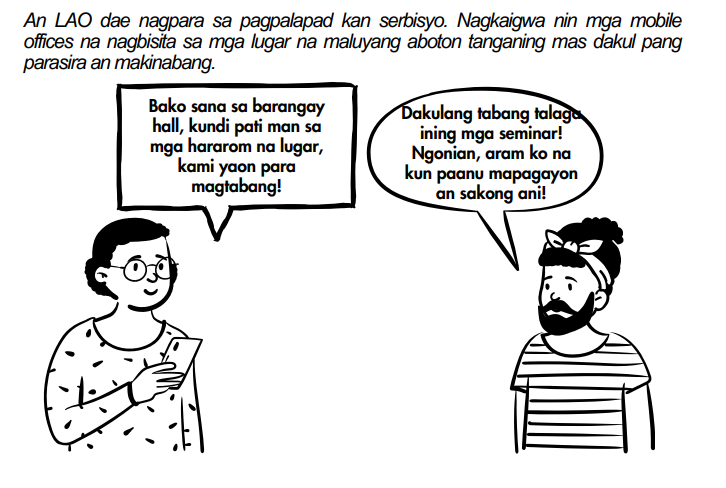 An LAO dae nagpara sa pagpalapad kan serbisyo. Nagkaigwa nin mga mobile
offices na nagbisita sa mga lugar na maluyang aboton tanganing mas dakul pang
parasira an makinabang.
Bako sana sa barangay
hall, kundi pati man sa
mga hararom na lugar,
kami yaon para
magtabang!
Dakulang tabang talaga
ining mga seminar!
Ngonian, aram ko na
kun paanu mapagayon
an sakong ani!